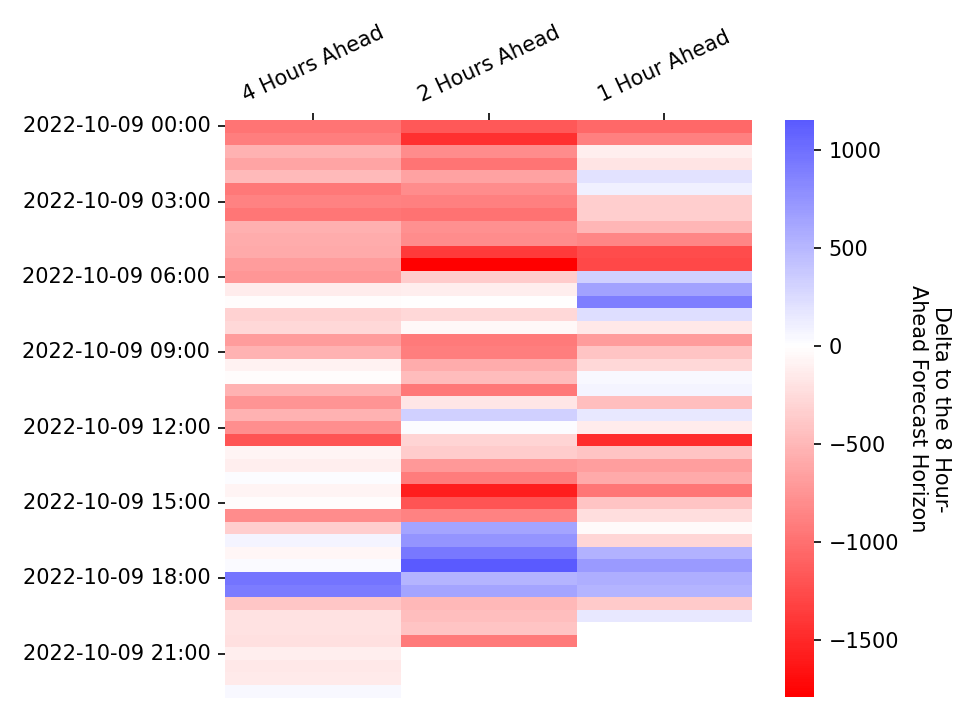 4 Hours Ahead
2 Hours Ahead
1 Hour Ahead
2022-10-09 00:00
2022-10-09 03:00
2022-10-09 06:00
2022-10-09 09:00
2022-10-09 12:00
2022-10-09 15:00
2022-10-09 18:00
2022-10-09 21:00
1000
500
0
−500
−1000
−1500
Delta to the 8 Hour-
Ahead Forecast Horizon